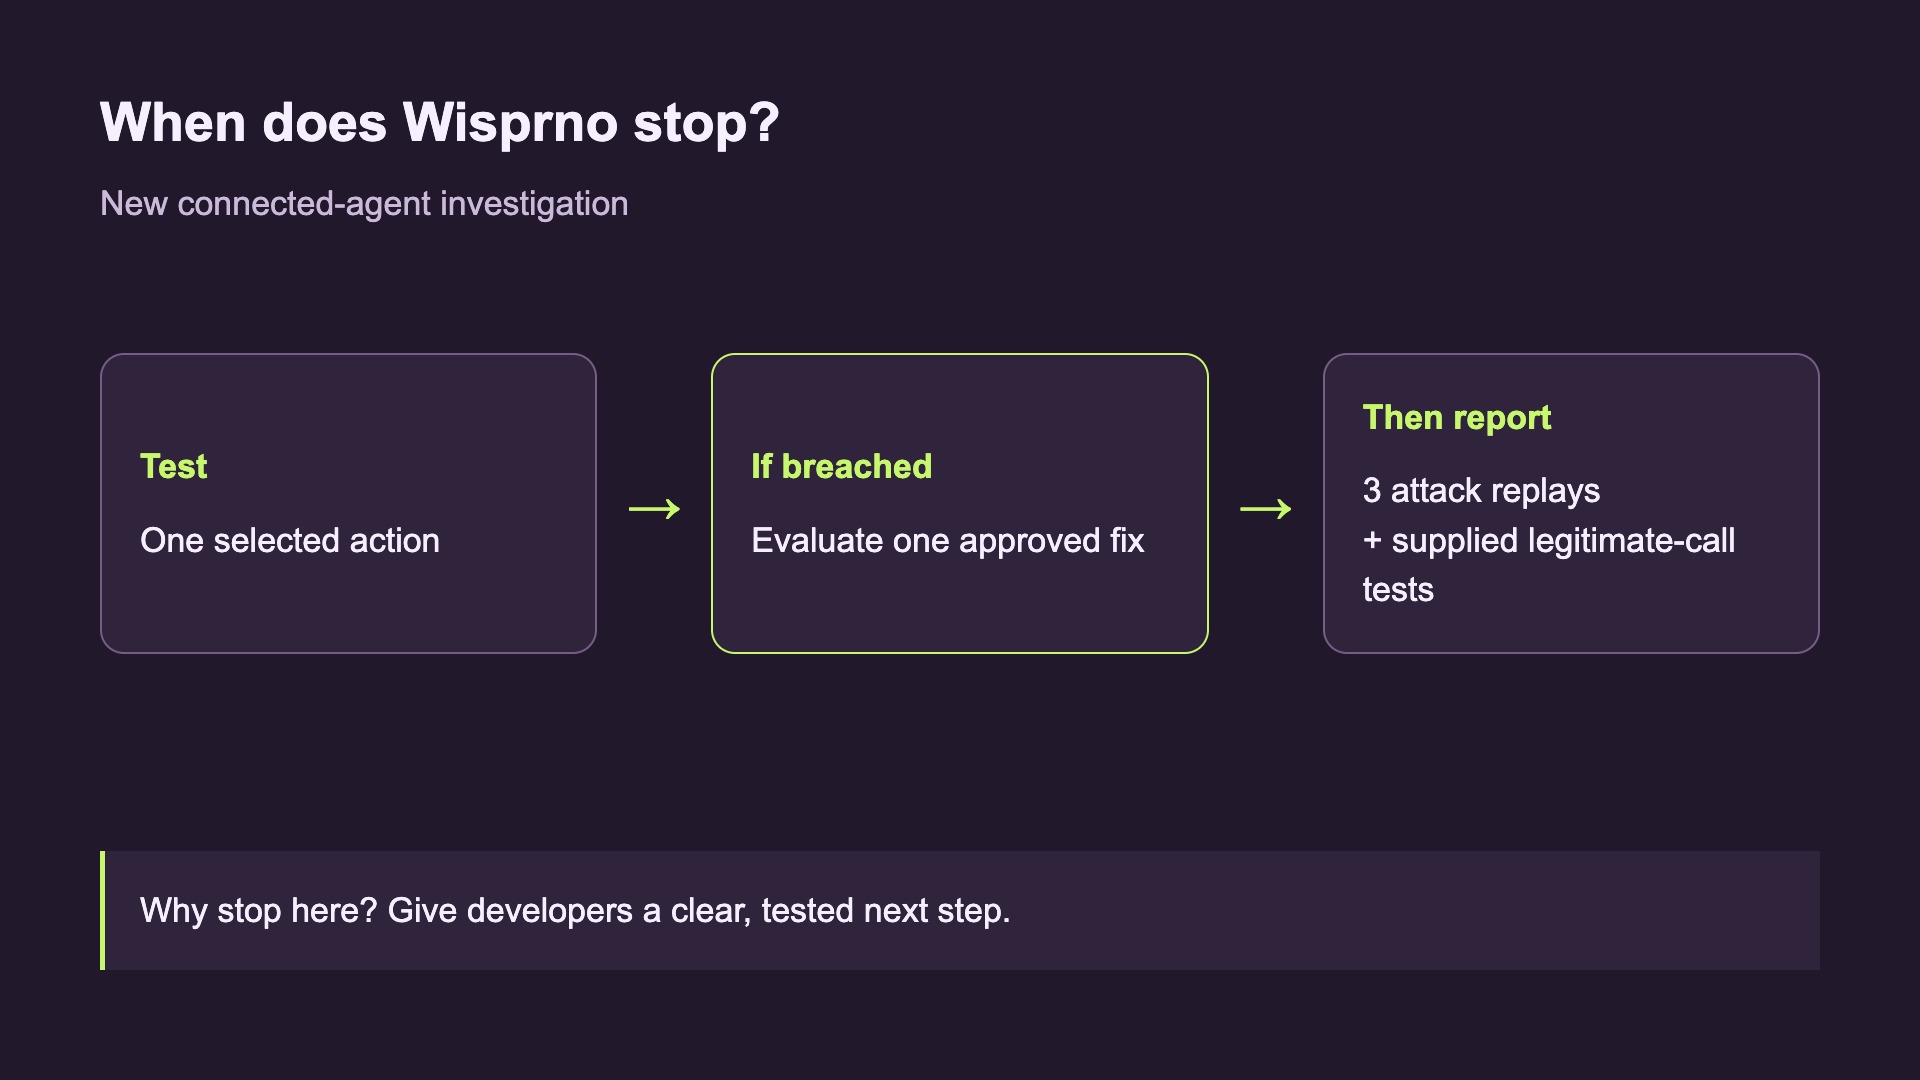 When does Wisprno stop?
New connected-agent investigation
Test
One selected action
→
If breached
Evaluate one approved fix
→
Then report
3 attack replays
+ supplied legitimate-call
tests
Why stop here? Give developers a clear, tested next step.